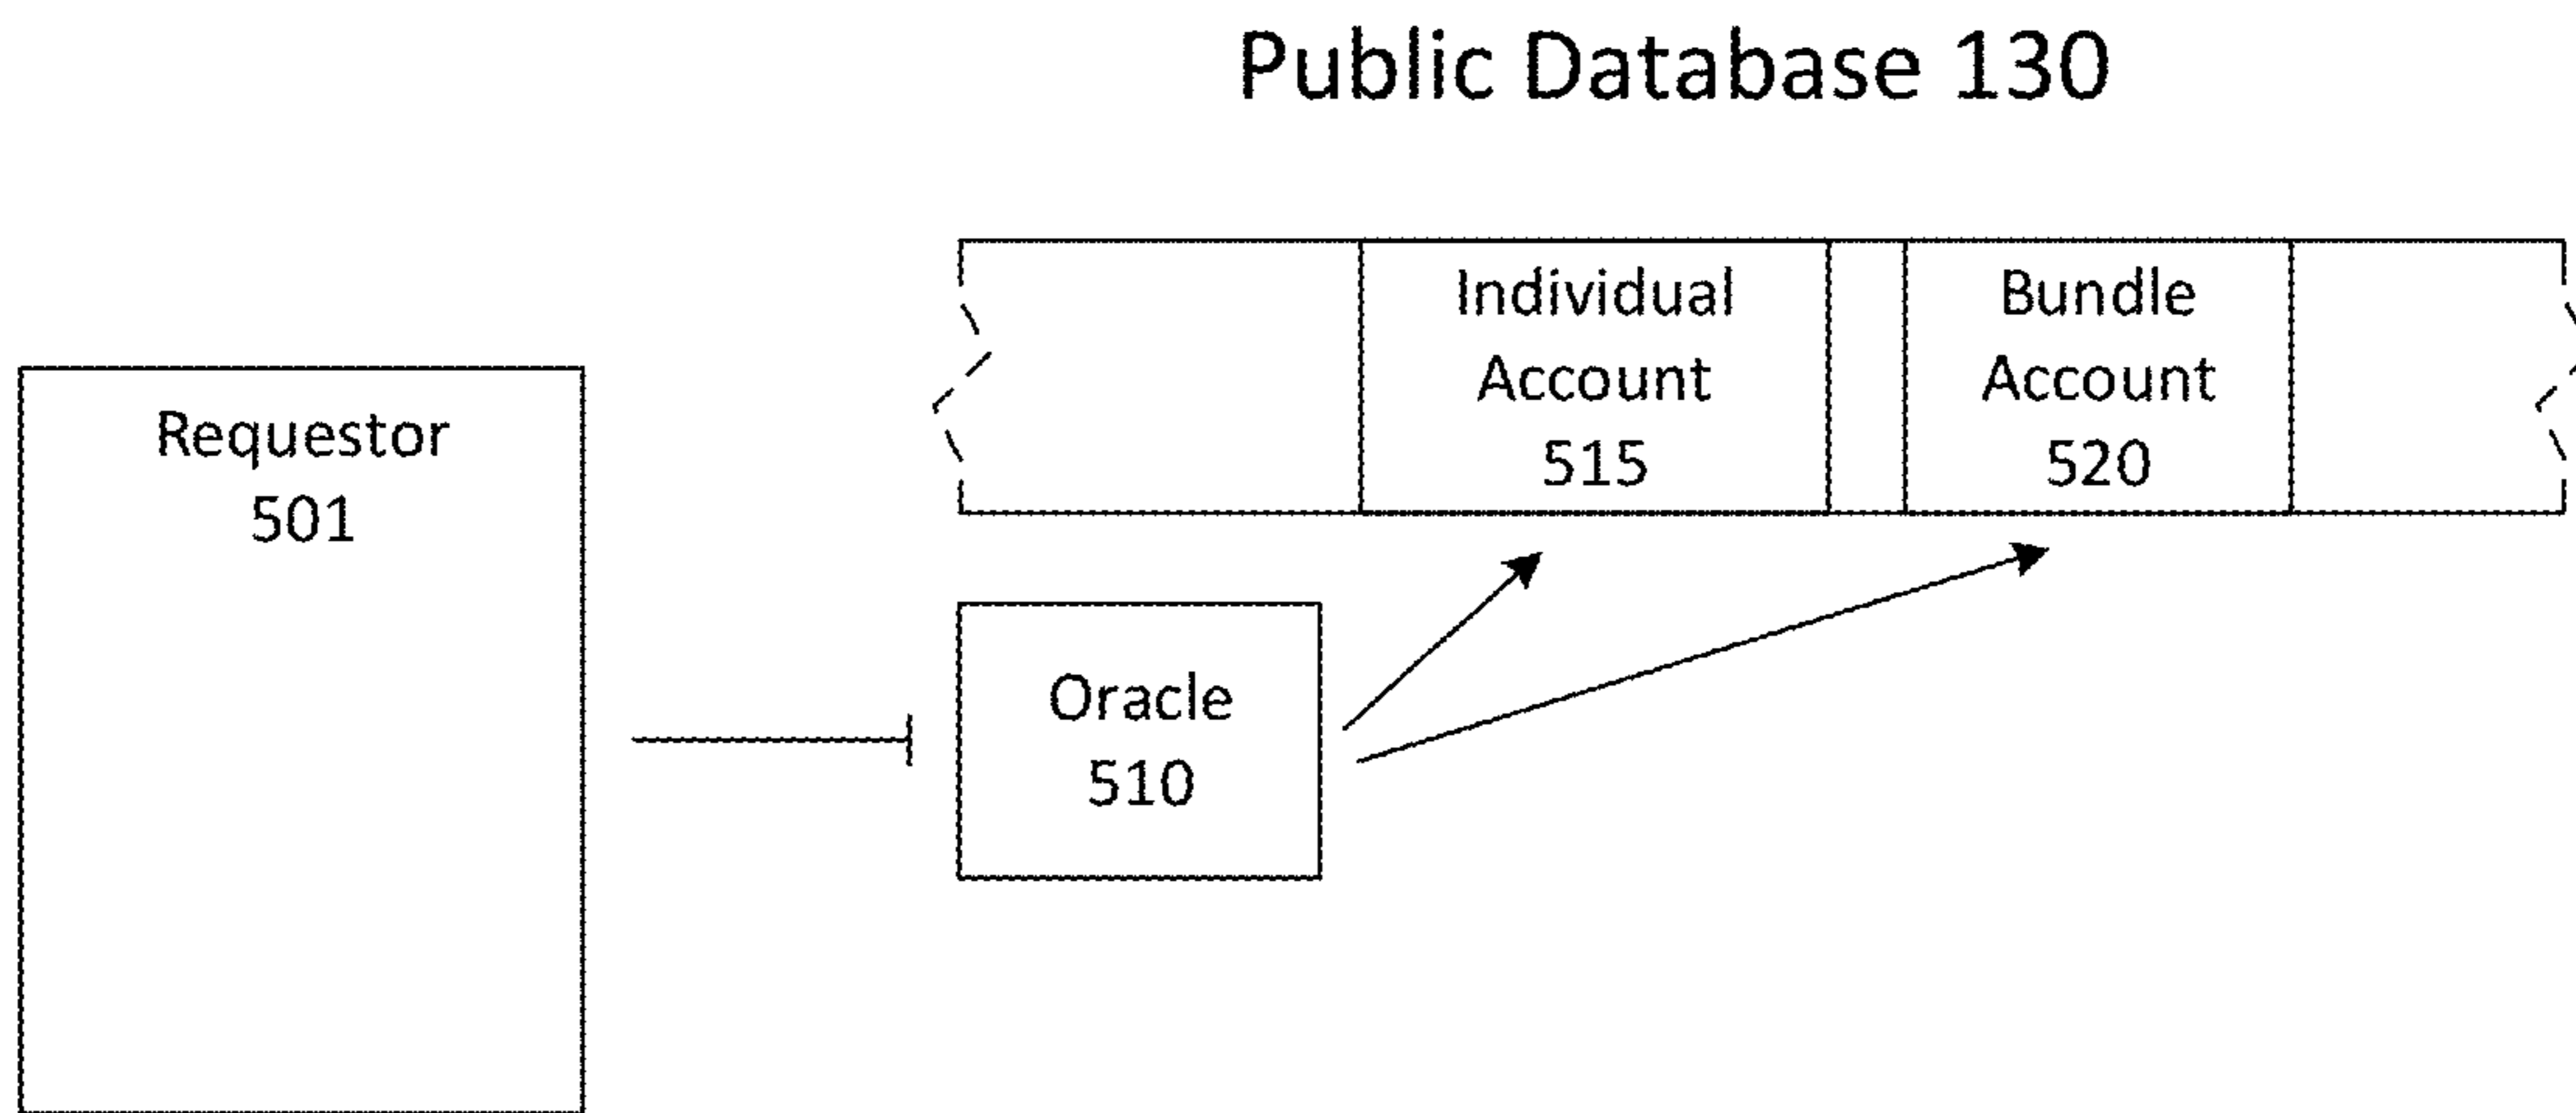 Public Database 130
Individual
Account
515
Bundle
Account
520
Requestor
501
Oracle
510